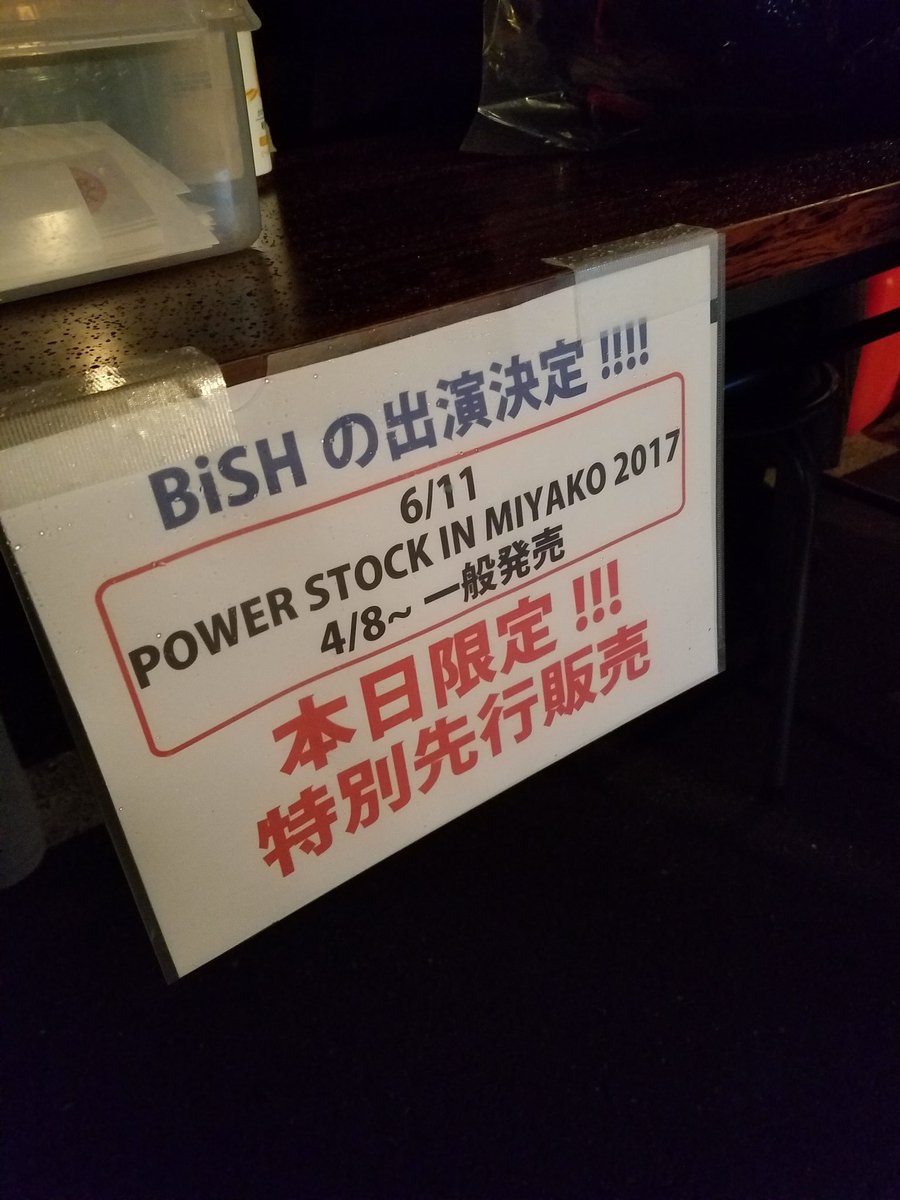 BiSH の出演決定 !!!!
6/11
POWER STOCK IN MIYAKO 2017
4/8~ 一般発売
本日限定 !!!
特別先行販売